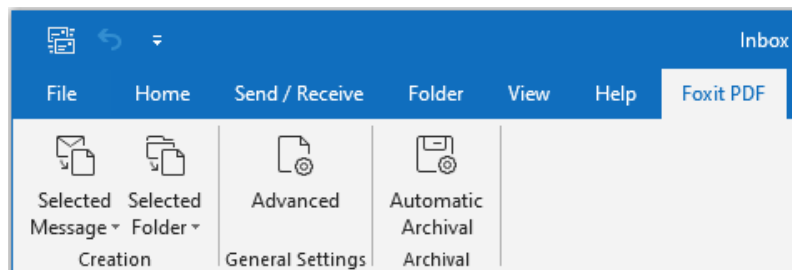 Inbox
File Home Send / Receive Folder View Help Foxit PDF
Selected Selected Advanced Automatic
Message Folder Archival
Creation General Settings Archival